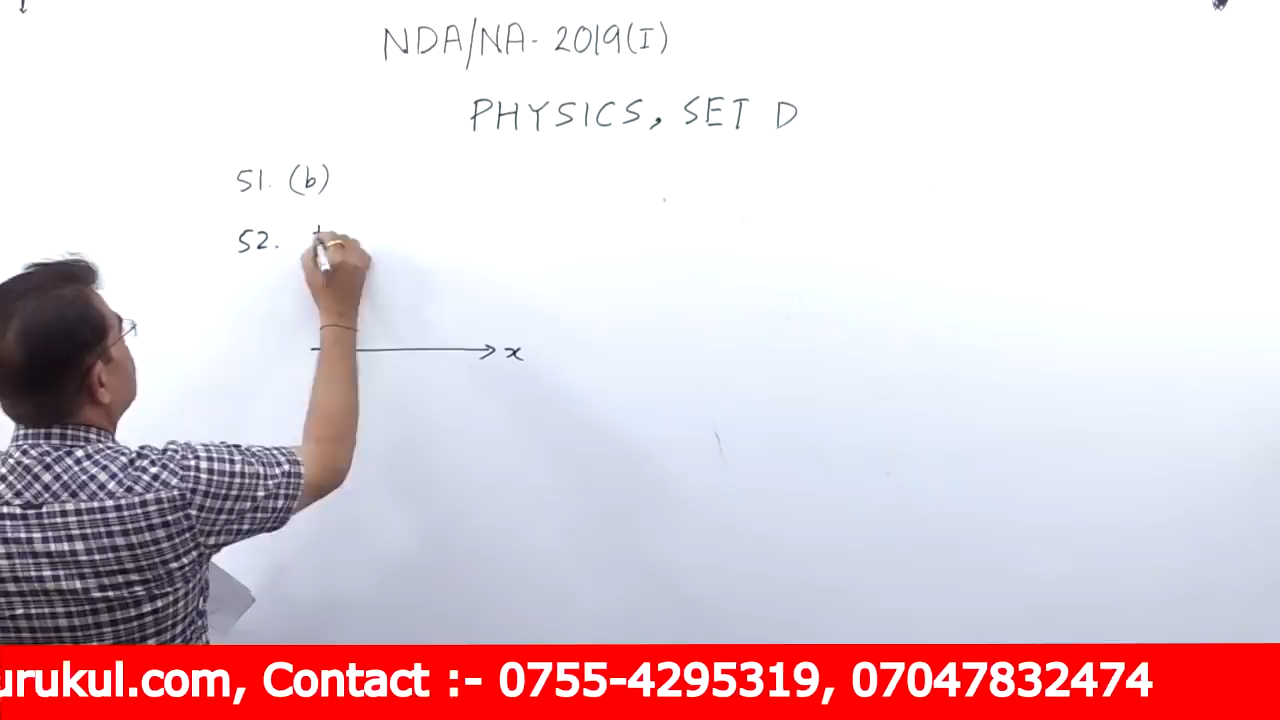 NDA/NA- 2019(I)
PHYSICS, SET D
51. (b)
52.
x
urukul.com, Contact :- 0755-4295319, 07047832474